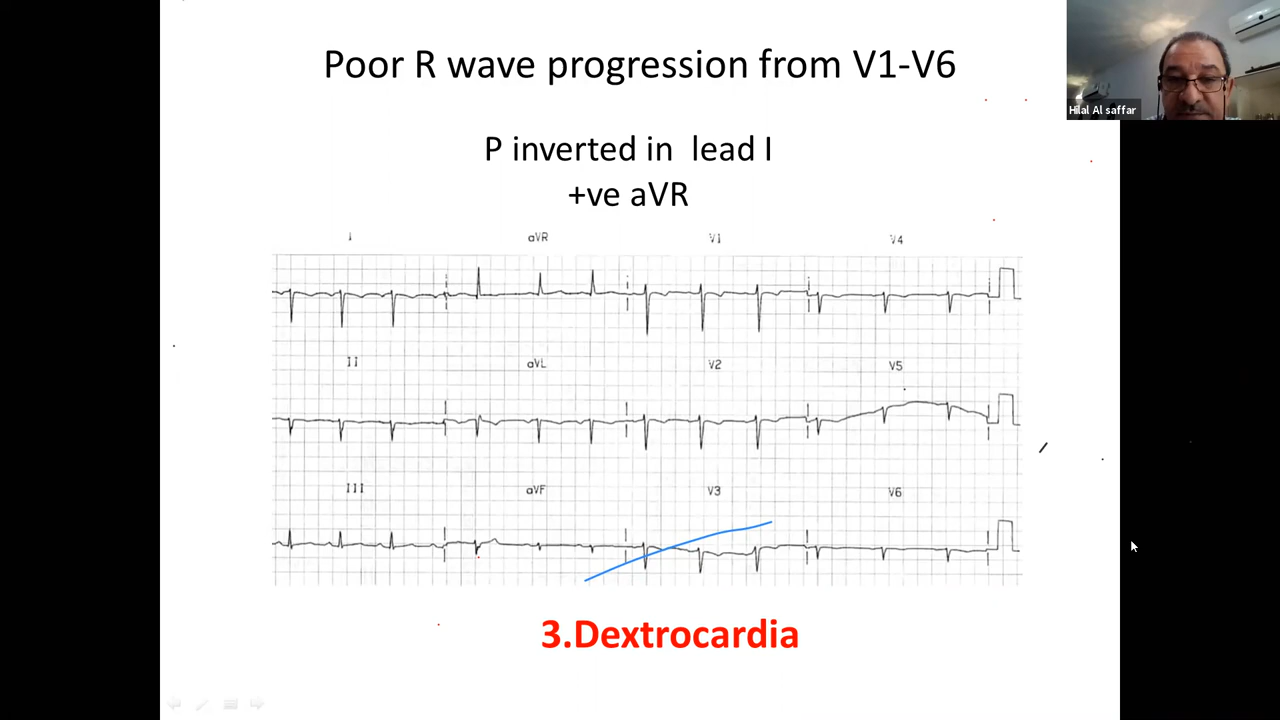 Poor R wave progression from V1-V6
Hilal Al saffar
P inverted in lead I
+ve aVR
I aVR V1 V4
II aVL V2 V5
III aVF V3 V6
3.Dextrocardia